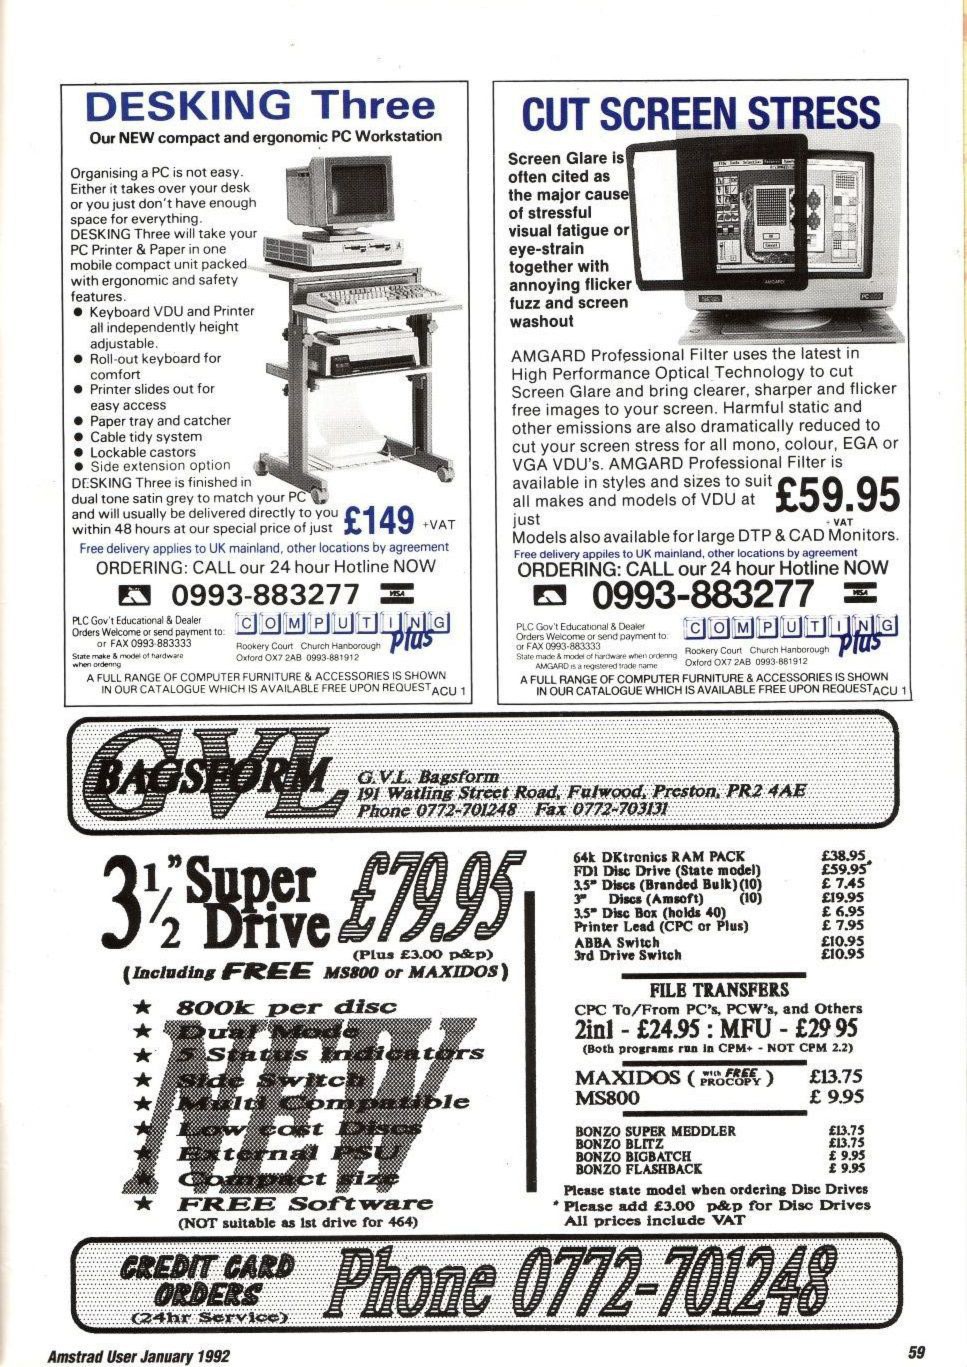 DESKING Three
Our NEW compact and ergonomic PC Workstation
Organising a PC is not easy.
Either it takes over your desk
or you just don't have enough
space for everything.
DESKING Three will take your
PC Printer & Paper in one
mobile compact unit packed
with ergonomic and safety
features.
● Keyboard VDU and Printer
all independently height
adjustable.
● Roll-out keyboard for
comfort
● Printer slides out for
easy access
● Paper tray and catcher
● Cable tidy system
● Lockable castors
● Side extension option
DESKING Three is finished in
dual tone satin grey to match your PC
and will usually be delivered directly to you
within 48 hours at our special price of just £149 +VAT
Free delivery applies to UK mainland, other locations by agreement
ORDERING: CALL our 24 hour Hotline NOW
0993-883277 VISA
PLC Gov't Educational & Dealer
Orders Welcome or send payment to:
or FAX 0993-883333
State make & model of hardware
when ordering
COMPUTING plus
Rookery Court Church Hanborough
Oxford OX7 2AB 0993-881912
A FULL RANGE OF COMPUTER FURNITURE & ACCESSORIES IS SHOWN
IN OUR CATALOGUE WHICH IS AVAILABLE FREE UPON REQUEST ACU 1
CUT SCREEN STRESS
Screen Glare is
often cited as
the major cause
of stressful
visual fatigue or
eye-strain
together with
annoying flicker
fuzz and screen
washout
AMGARD
AMGARD Professional Filter uses the latest in
High Performance Optical Technology to cut
Screen Glare and bring clearer, sharper and flicker
free images to your screen. Harmful static and
other emissions are also dramatically reduced to
cut your screen stress for all mono, colour, EGA or
VGA VDU's. AMGARD Professional Filter is
available in styles and sizes to suit
all makes and models of VDU at
just £59.95 + VAT
Models also available for large DTP & CAD Monitors.
Free delivery appiles to UK mainland, other locations by agreement
ORDERING: CALL our 24 hour Hotline NOW
0993-883277 VISA
PLC Gov't Educational & Dealer
Orders Welcome or send payment to:
or FAX 0993-883333
State made & model of hardware when ordering
AMGARD is a registered trade name
COMPUTING plus
Rookery Court Church Hanborough
Oxford OX7 2AB 0993-881912
A FULL RANGE OF COMPUTER FURNITURE & ACCESSORIES IS SHOWN
IN OUR CATALOGUE WHICH IS AVAILABLE FREE UPON REQUEST ACU 1
GVL
BAGSFORM
G.V.L. Bagsform
191 Watling Street Road, Fulwood, Preston, PR2 4AE
Phone 0772-701248 Fax 0772-703131
3 1/2" Super Drive £79.95
(Plus £3.00 p&p)
(Including FREE MS800 or MAXIDOS)
NEW
★ 800k per disc
★ Dual Mode
★ 5 Status Indicators
★ Side Switch
★ Multi Compatible
★ Low cost Discs
★ External PSU
★ Compact size
★ FREE Software
(NOT suitable as 1st drive for 464)
64k DKtronics RAM PACK £38.95
FD1 Disc Drive (State model) £59.95*
3.5" Discs (Branded Bulk)(10) £ 7.45
3" Discs (Amsoft) (10) £19.95
3.5" Disc Box (holds 40) £ 6.95
Printer Lead (CPC or Plus) £ 7.95
ABBA Switch £10.95
3rd Drive Switch £10.95
FILE TRANSFERS
CPC To/From PC's, PCW's, and Others
2in1 - £24.95 : MFU - £29 95
(Both programs run in CPM+ - NOT CPM 2.2)
MAXIDOS (with FREE PROCOPY) £13.75
MS800 £ 9.95
BONZO SUPER MEDDLER £13.75
BONZO BLITZ £13.75
BONZO BIGBATCH £ 9.95
BONZO FLASHBACK £ 9.95
Please state model when ordering Disc Drives
* Please add £3.00 p&p for Disc Drives
All prices include VAT
CREDIT CARD
ORDERS
(24hr Service)
Phone 0772-701248
Amstrad User January 1992
59